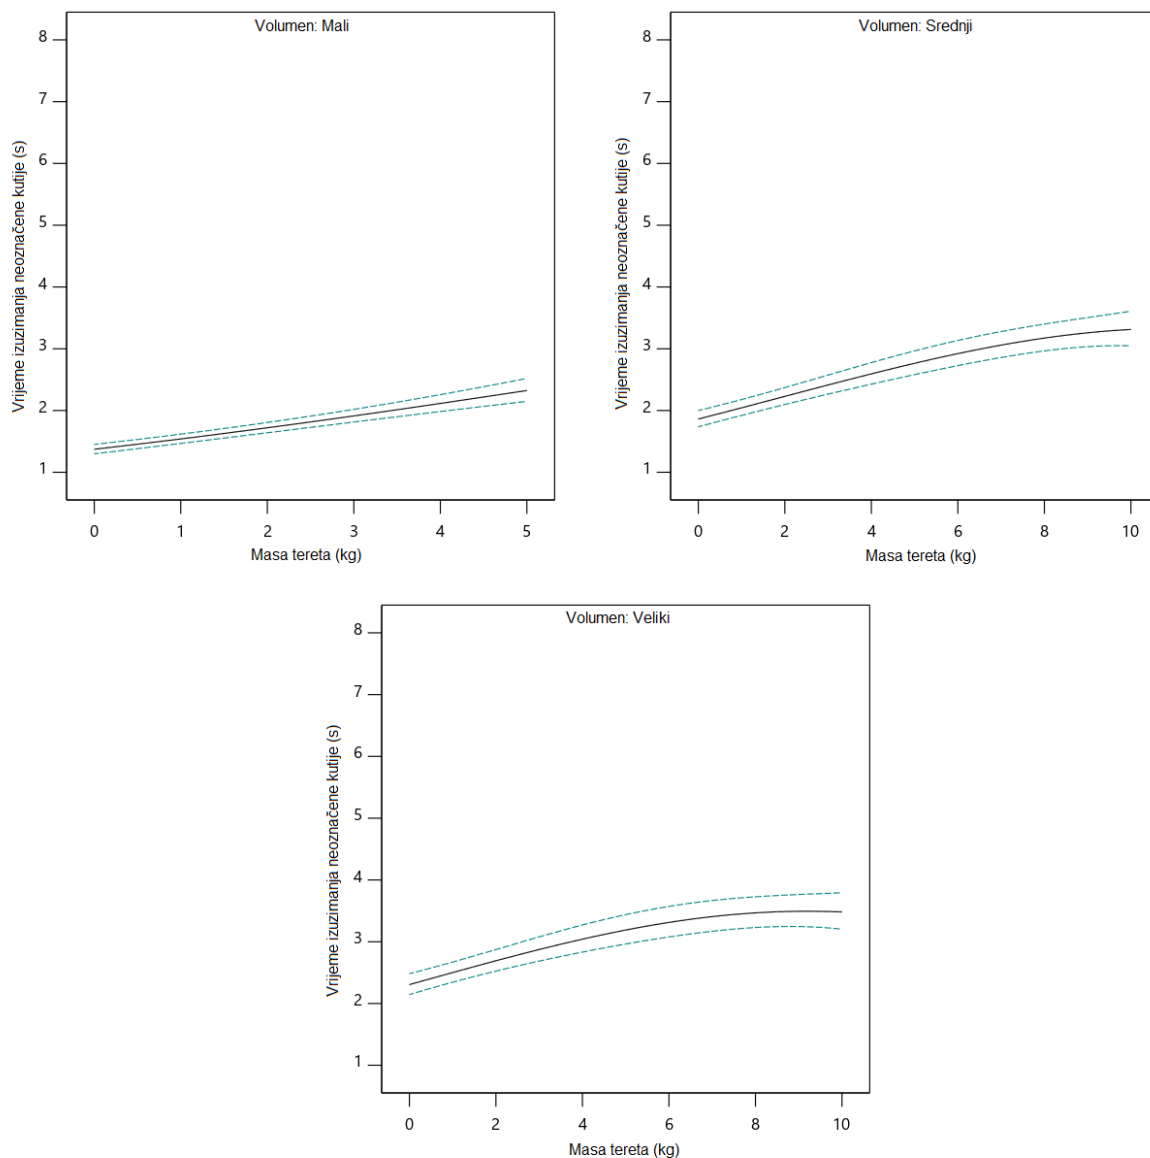 Volumen: Mali
Vrijeme izuzimanja neoznačene kutije (s)
8
7
6
5
4
3
2
1
0 1 2 3 4 5
Masa tereta (kg)
Volumen: Srednji
Vrijeme izuzimanja neoznačene kutije (s)
8
7
6
5
4
3
2
1
0 2 4 6 8 10
Masa tereta (kg)
Volumen: Veliki
Vrijeme izuzimanja neoznačene kutije (s)
8
7
6
5
4
3
2
1
0 2 4 6 8 10
Masa tereta (kg)